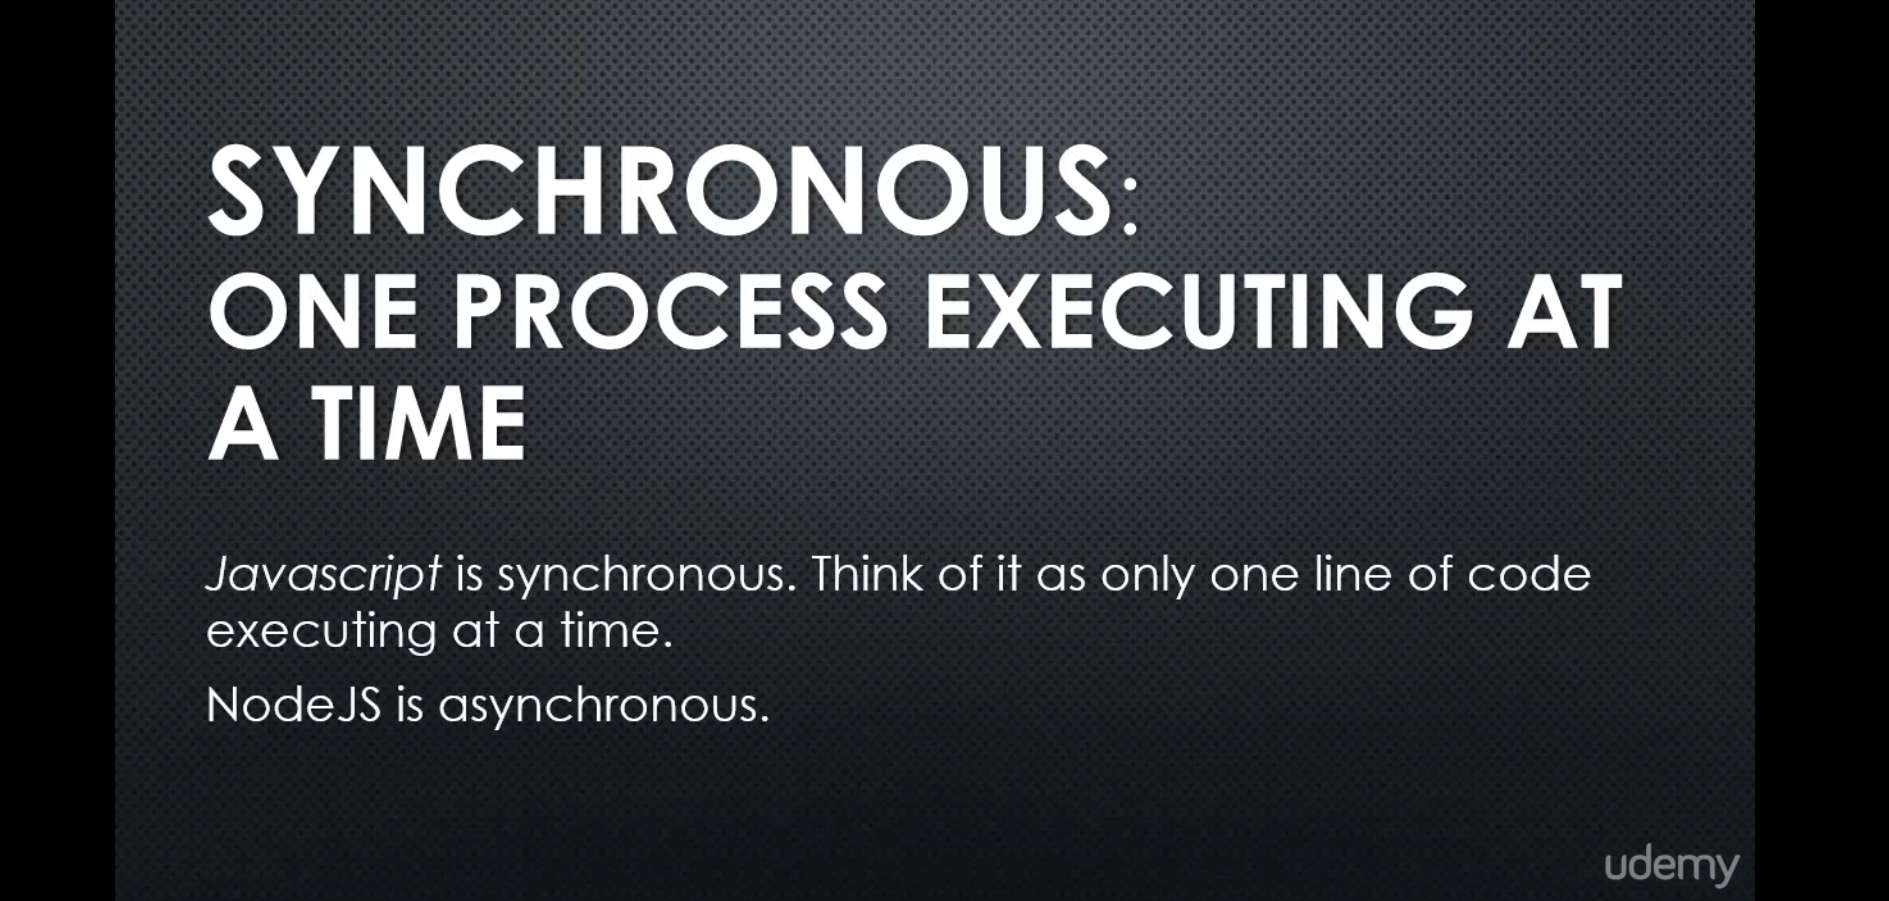 SYNCHRONOUS:
ONE PROCESS EXECUTING AT
A TIME
Javascript is synchronous. Think of it as only one line of code
executing at a time.
NodeJS is asynchronous.
udemy